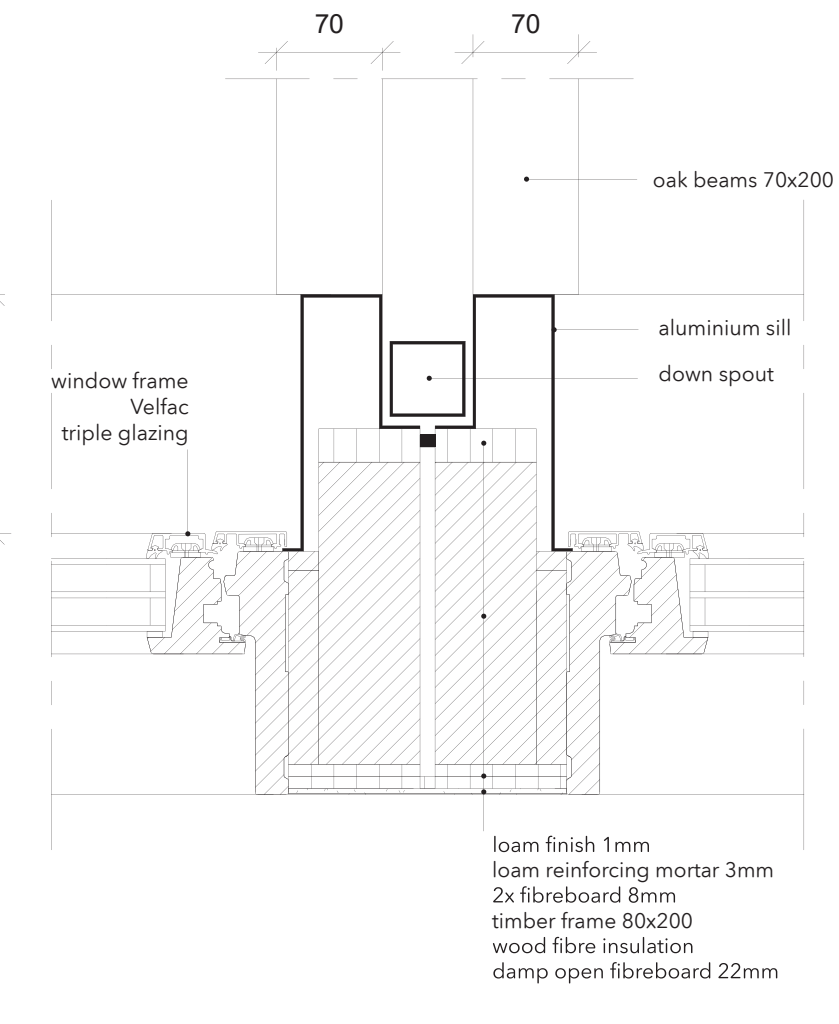 70
70
oak beams 70x200
aluminium sill
down spout
window frame
Velfac
triple glazing
loam finish 1mm
loam reinforcing mortar 3mm
2x fibreboard 8mm
timber frame 80x200
wood fibre insulation
damp open fibreboard 22mm